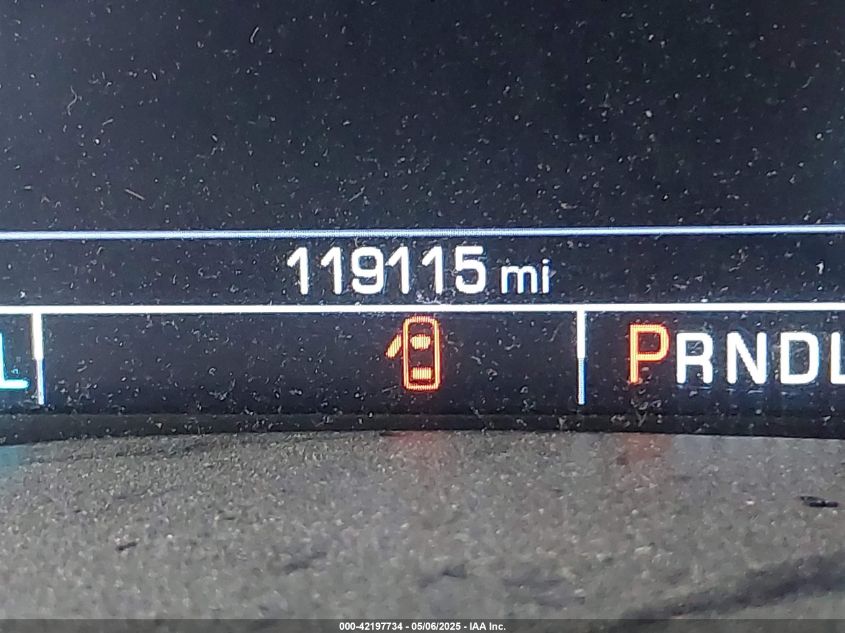 119115 mi
L
PRNDL
000-42197734 - 05/06/2025 - IAA Inc.